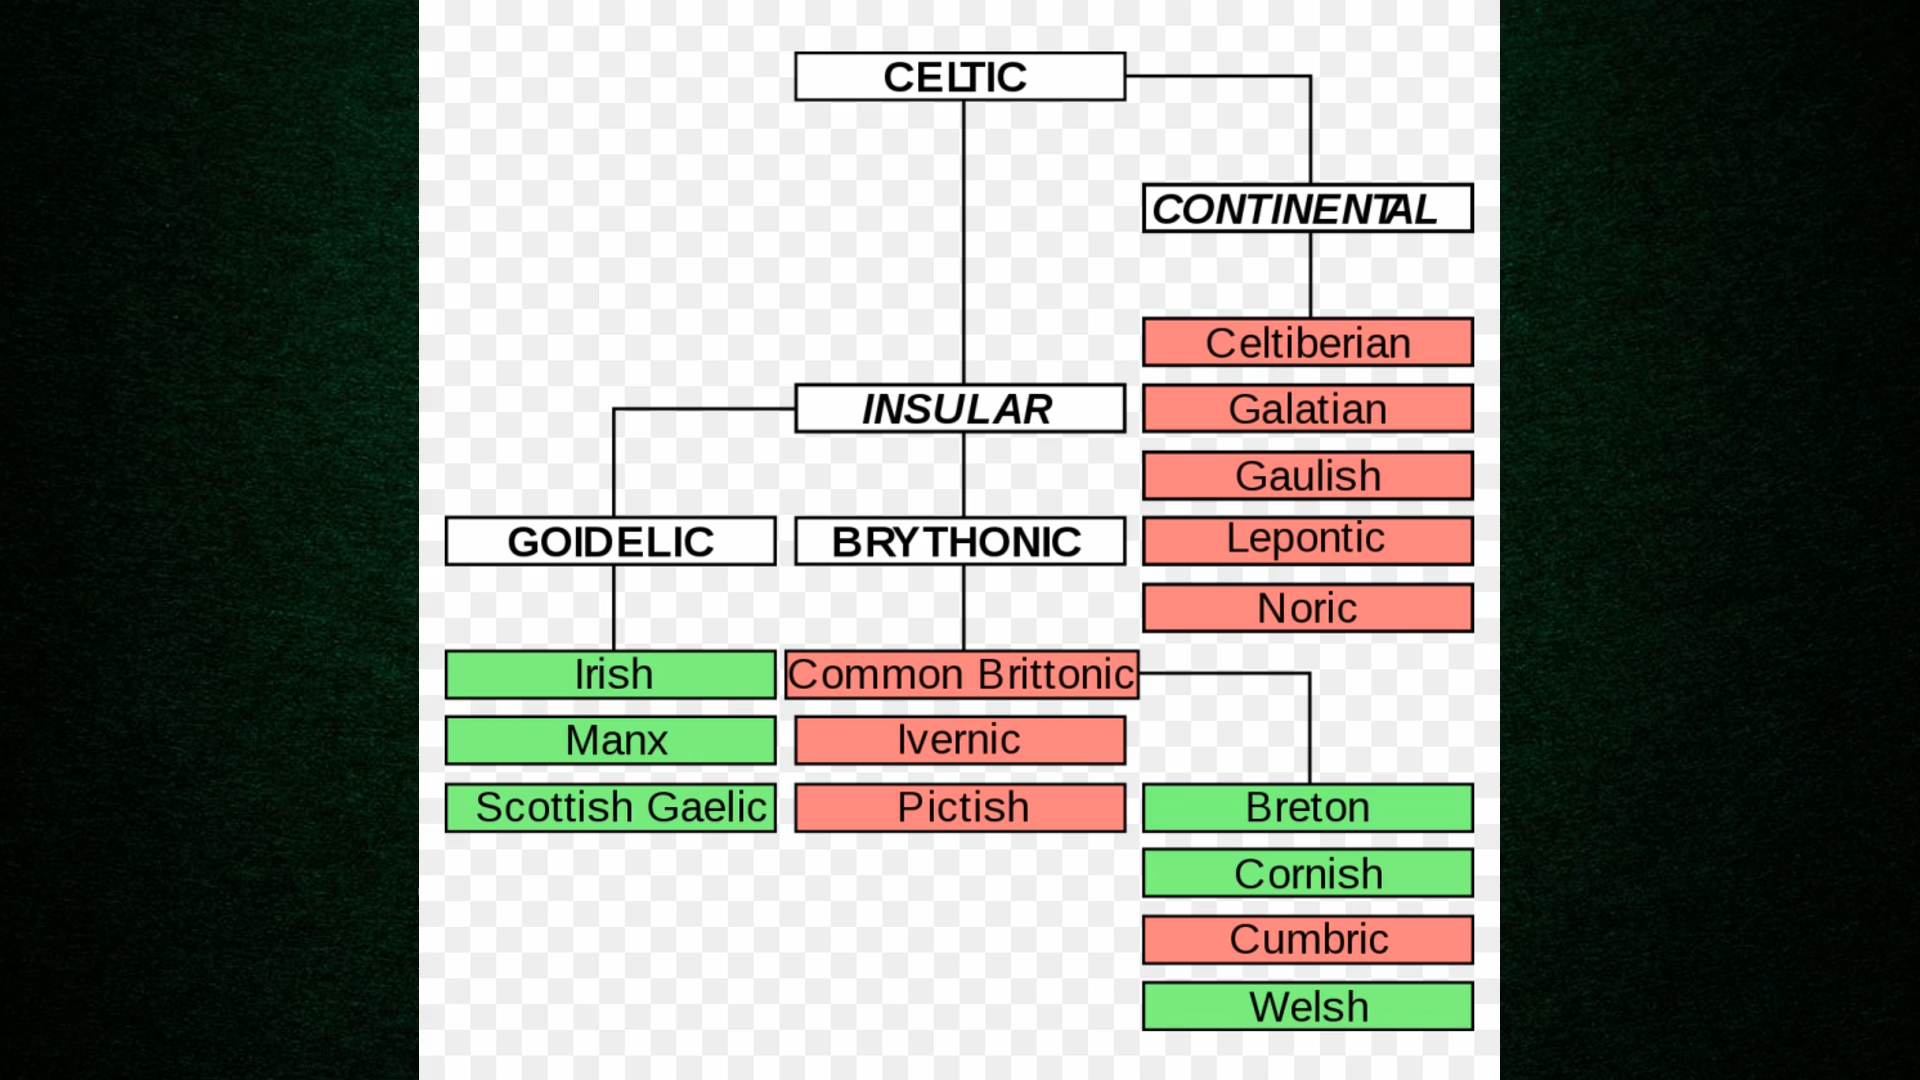 CELTIC
CONTINENTAL
Celtiberian
INSULAR
Galatian
Gaulish
GOIDELIC
BRYTHONIC
Lepontic
Noric
Irish
Common Brittonic
Manx
Ivernic
Scottish Gaelic
Pictish
Breton
Cornish
Cumbric
Welsh